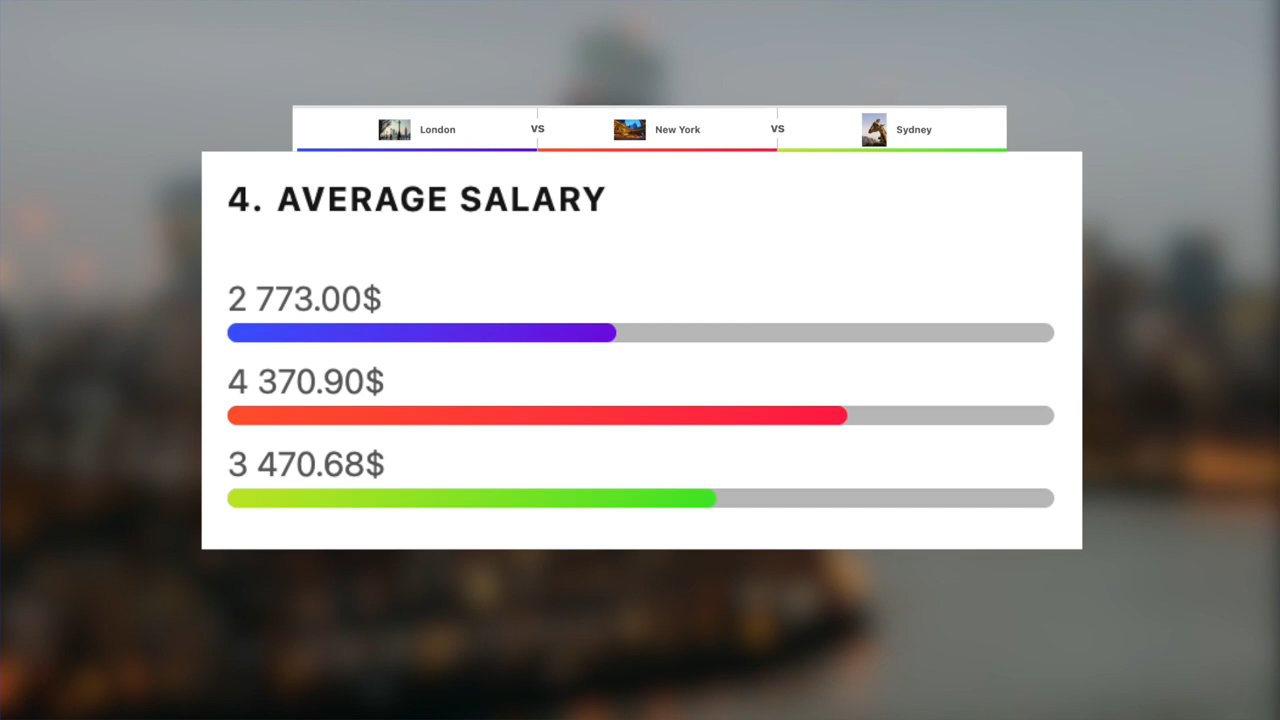 London VS New York VS Sydney
4. AVERAGE SALARY
2 773.00$
4 370.90$
3 470.68$